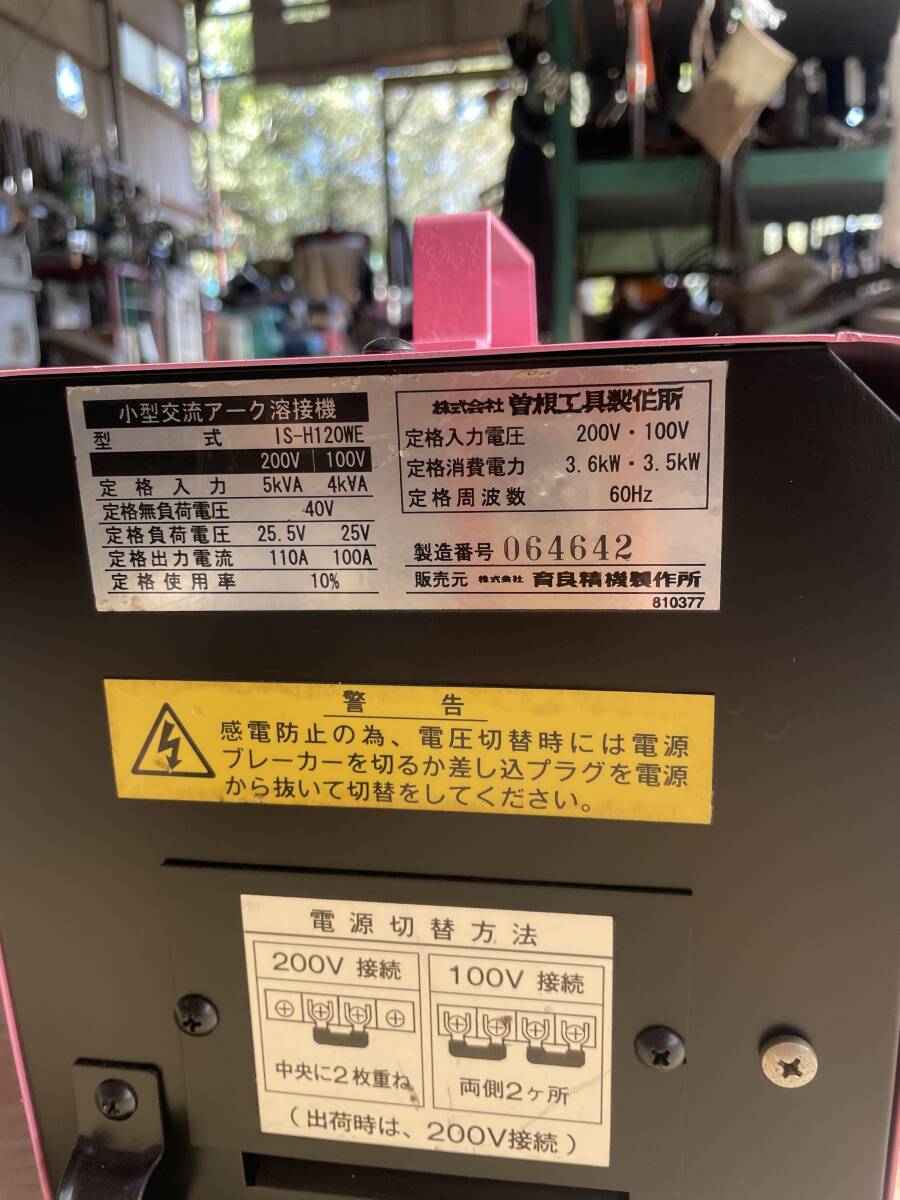 小型交流アーク溶接機
型 式 IS-H120WE
200V 100V
定格入力 5kVA 4kVA
定格無負荷電圧 40V
定格負荷電圧 25.5V 25V
定格出力電流 110A 100A
定格使用率 10%
株式会社 曽根工具製作所
定格入力電圧 200V・100V
定格消費電力 3.6kW・3.5kW
定格周波数 60Hz
製造番号 064642
販売元 株式会社 育良精機製作所
810377
警 告
感電防止の為、電圧切替時には電源
ブレーカーを切るか差し込プラグを電源
から抜いて切替をしてください。
電源切替方法
200V 接続
中央に2枚重ね
100V 接続
両側2ヶ所
（出荷時は、200V接続）